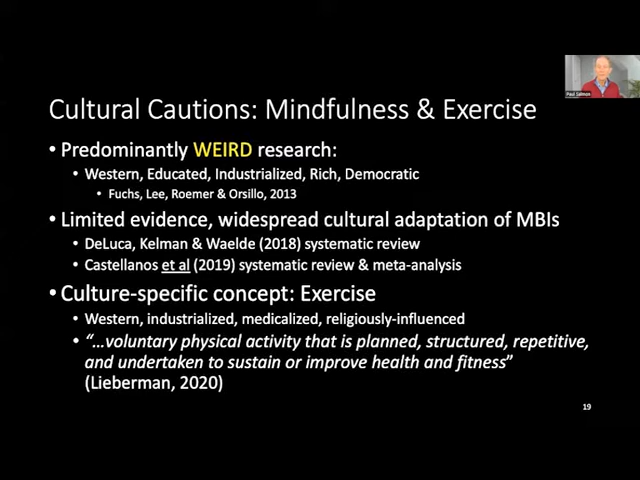 Cultural Cautions: Mindfulness & Exercise
• Predominantly WEIRD research:
• Western, Educated, Industrialized, Rich, Democratic
• Fuchs, Lee, Roemer & Orsillo, 2013
• Limited evidence, widespread cultural adaptation of MBIs
• DeLuca, Kelman & Waelde (2018) systematic review
• Castellanos et al (2019) systematic review & meta-analysis
• Culture-specific concept: Exercise
• Western, industrialized, medicalized, religiously-influenced
• “…voluntary physical activity that is planned, structured, repetitive,
and undertaken to sustain or improve health and fitness”
(Lieberman, 2020)
19
Paul Salmon